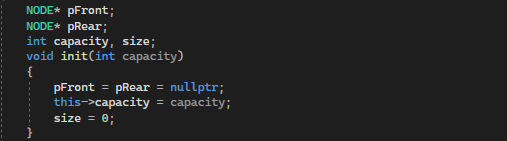 NODE* pFront;
NODE* pRear;
int capacity, size;
void init(int capacity)
{
pFront = pRear = nullptr;
this->capacity = capacity;
size = 0;
}